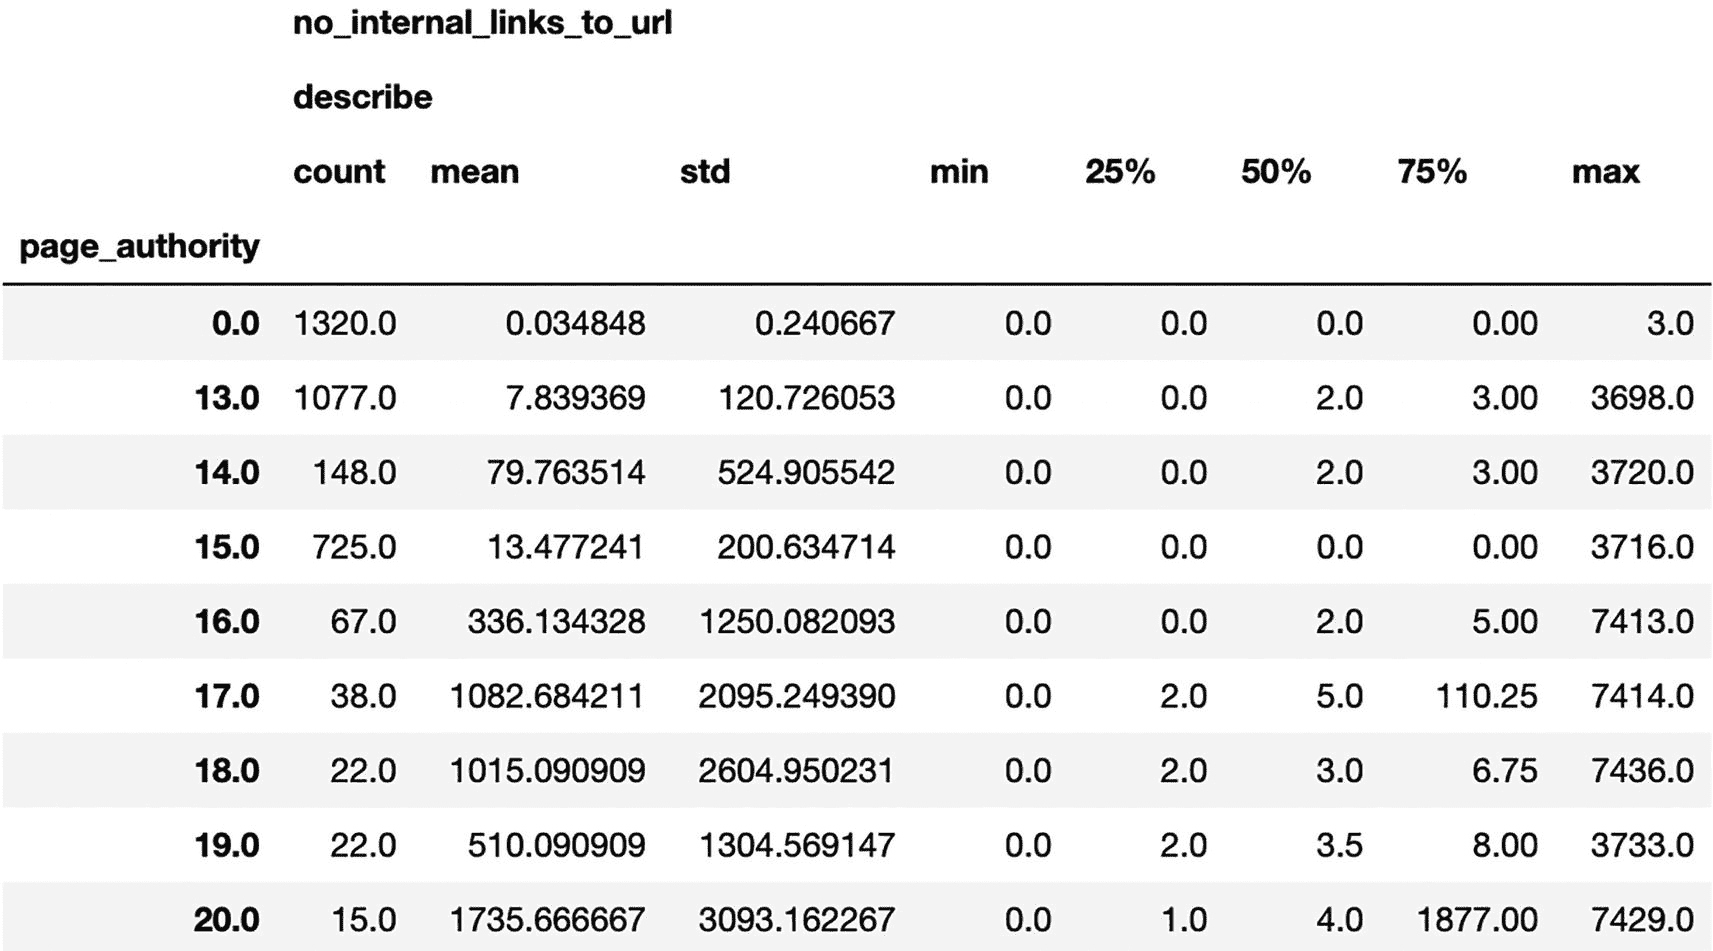 no_internal_links_to_url
describe
count mean std min 25% 50% 75% max
page_authority
0.0 1320.0 0.034848 0.240667 0.0 0.0 0.0 0.00 3.0
13.0 1077.0 7.839369 120.726053 0.0 0.0 2.0 3.00 3698.0
14.0 148.0 79.763514 524.905542 0.0 0.0 2.0 3.00 3720.0
15.0 725.0 13.477241 200.634714 0.0 0.0 0.0 0.00 3716.0
16.0 67.0 336.134328 1250.082093 0.0 0.0 2.0 5.00 7413.0
17.0 38.0 1082.684211 2095.249390 0.0 2.0 5.0 110.25 7414.0
18.0 22.0 1015.090909 2604.950231 0.0 2.0 3.0 6.75 7436.0
19.0 22.0 510.090909 1304.569147 0.0 2.0 3.5 8.00 3733.0
20.0 15.0 1735.666667 3093.162267 0.0 1.0 4.0 1877.00 7429.0